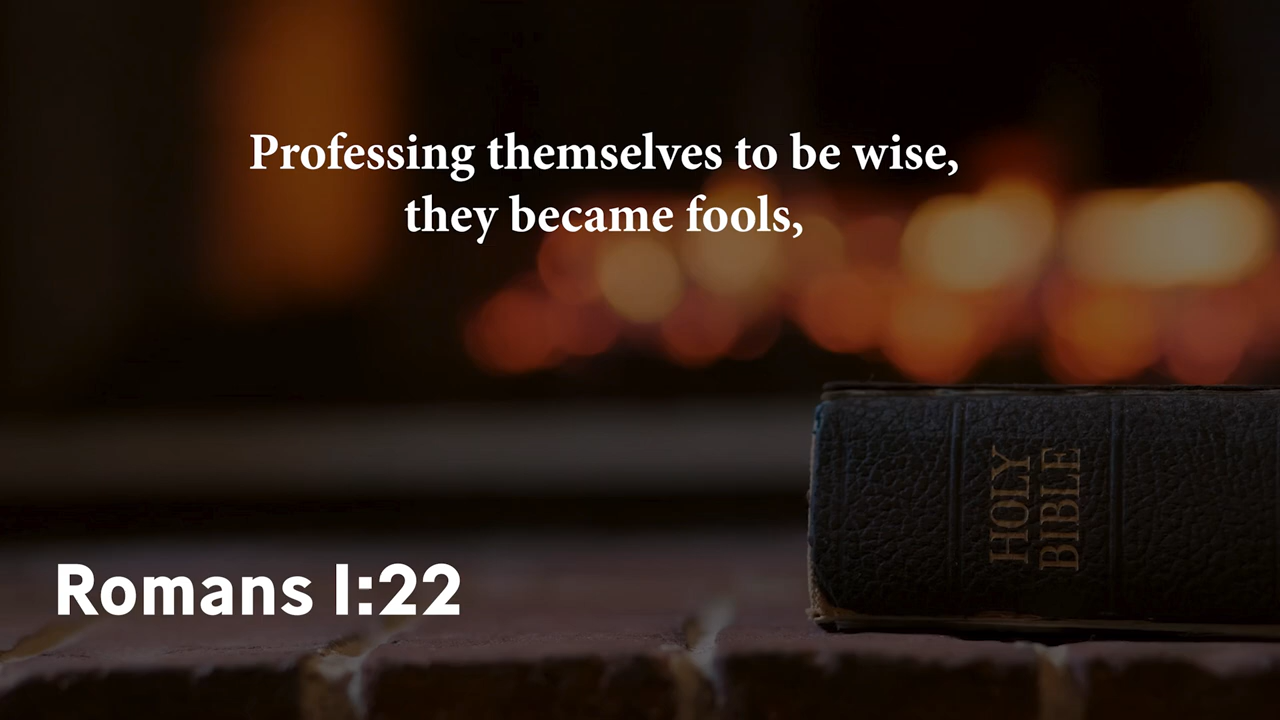 Professing themselves to be wise,
they became fools,
HOLY
BIBLE
Romans 1:22